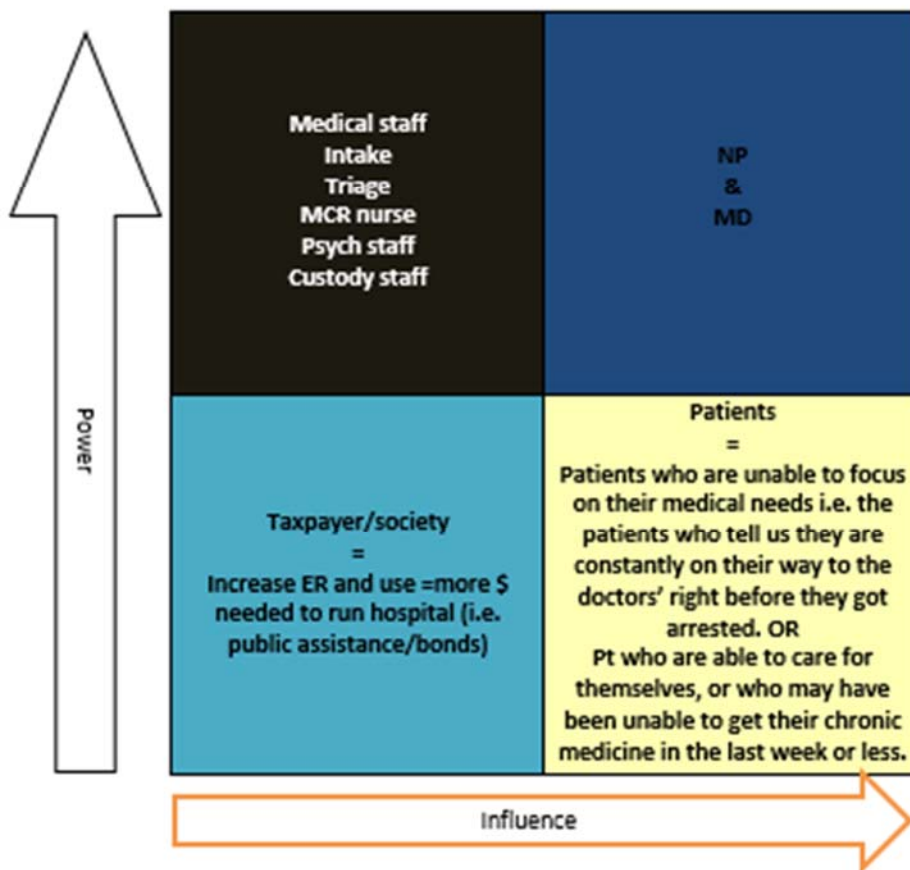 Medical staff
Intake
Triage
MCR nurse
Psych staff
Custody staff
NP
&
MD
Power
Taxpayer/society
=
Increase ER and use =more $
needed to run hospital (i.e.
public assistance/bonds)
Patients
=
Patients who are unable to focus
on their medical needs i.e. the
patients who tell us they are
constantly on their way to the
doctors' right before they got
arrested. OR
Pt who are able to care for
themselves, or who may have
been unable to get their chronic
medicine in the last week or less.
Influence